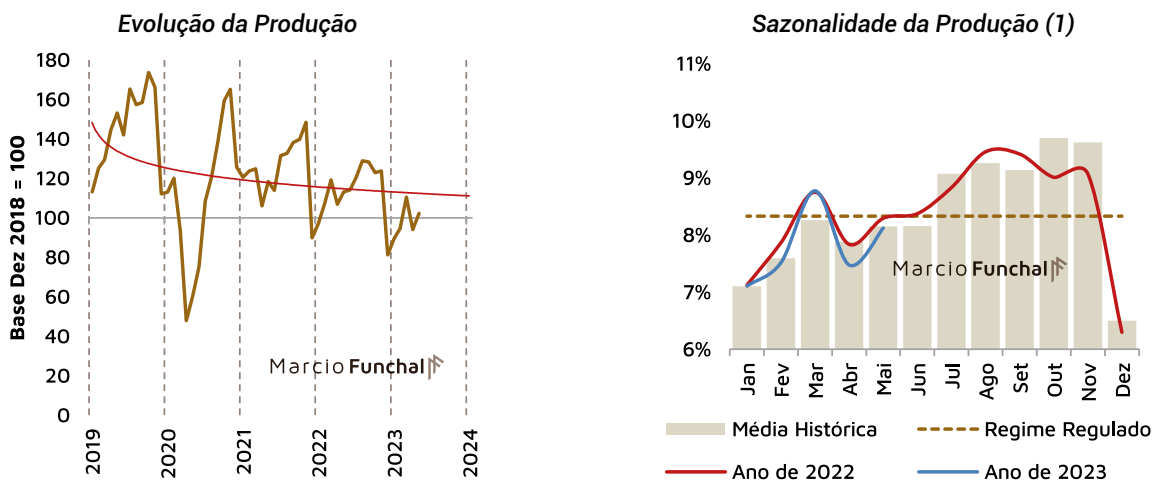 Evolução da Produção
Base Dez 2018 = 100
180
160
140
120
100
80
60
40
20
0
2019
2020
2021
2022
2023
2024
Marcio Funchal
Sazonalidade da Produção (1)
11%
10%
9%
8%
7%
6%
Jan
Fev
Mar
Abr
Mai
Jun
Jul
Ago
Set
Out
Nov
Dez
Marcio Funchal
Média Histórica
Regime Regulado
Ano de 2022
Ano de 2023